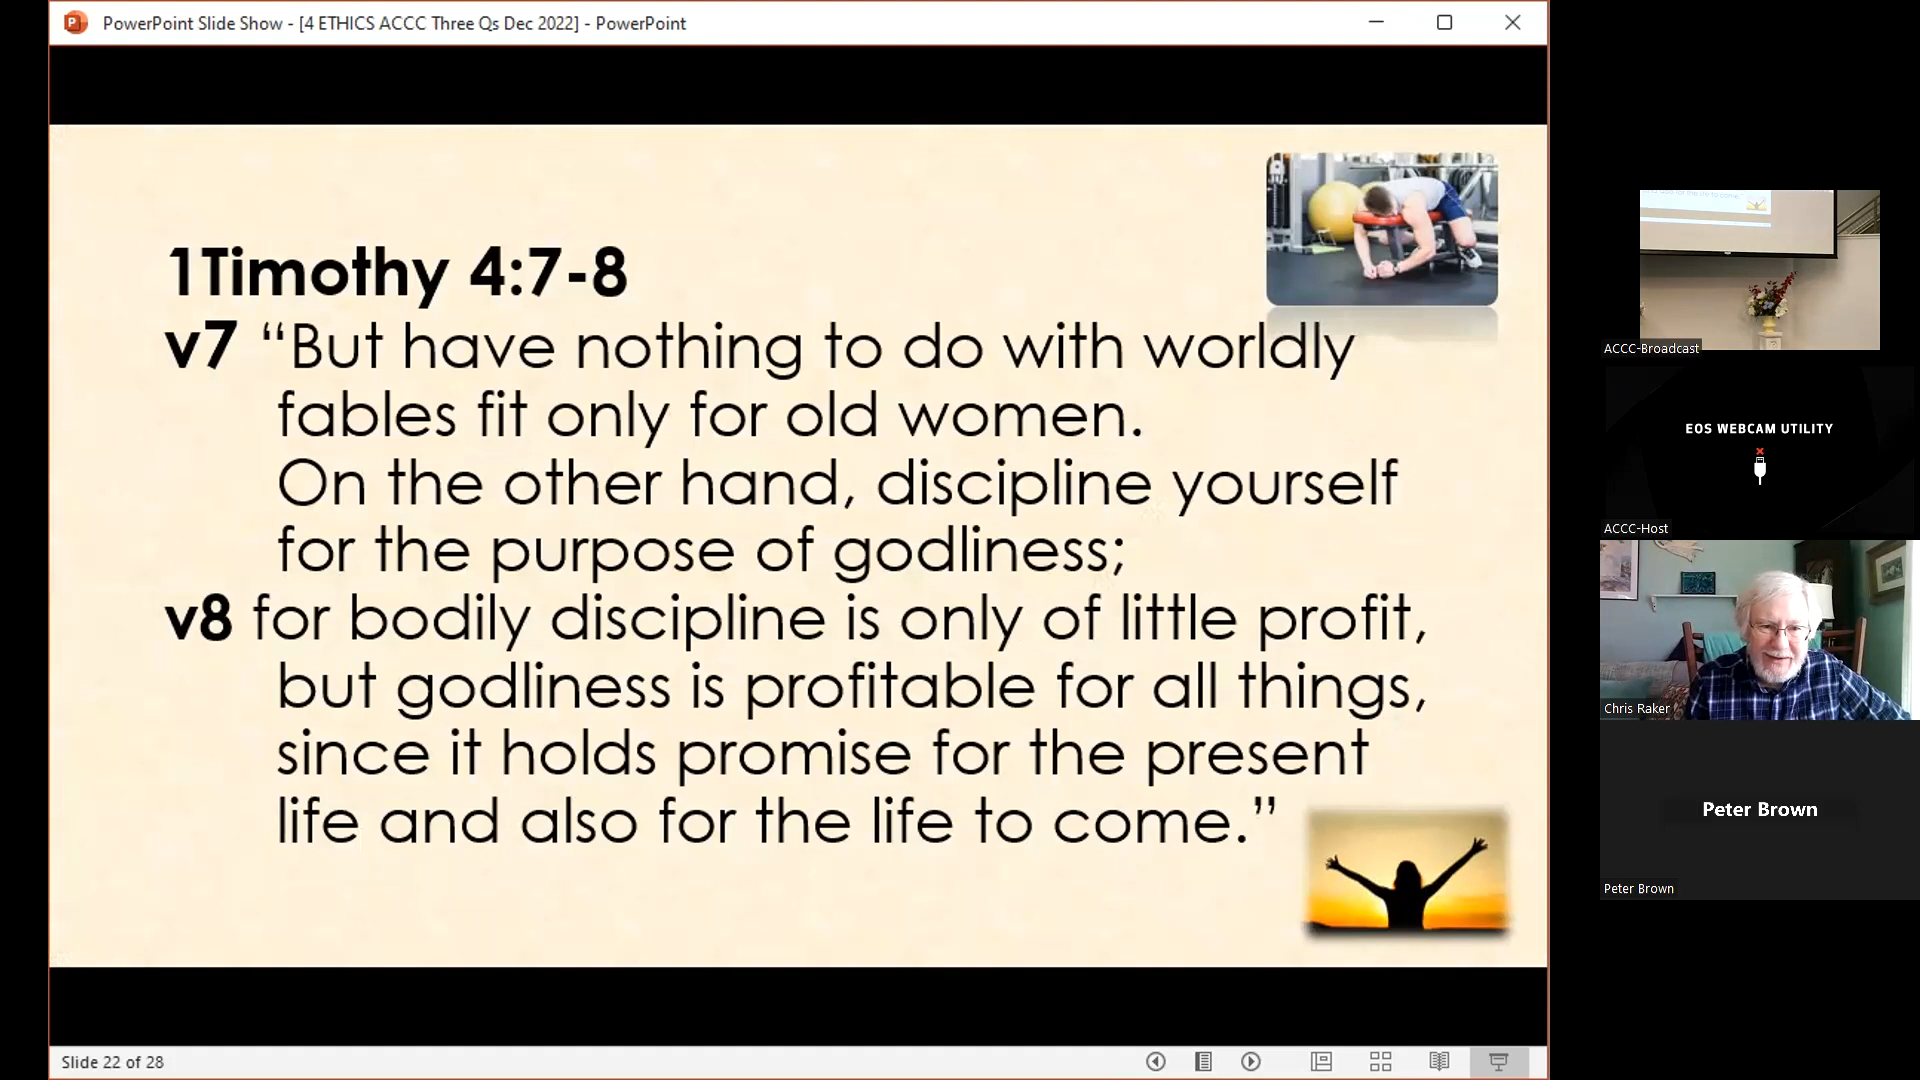 PowerPoint Slide Show - [4 ETHICS ACCC Three Qs Dec 2022] - PowerPoint
1Timothy 4:7-8
v7 “But have nothing to do with worldly
fables fit only for old women.
On the other hand, discipline yourself
for the purpose of godliness;
v8 for bodily discipline is only of little profit,
but godliness is profitable for all things,
since it holds promise for the present
life and also for the life to come.”
Slide 22 of 28
ACCC-Broadcast
EOS WEBCAM UTILITY
ACCC-Host
Chris Raker
Peter Brown
Peter Brown